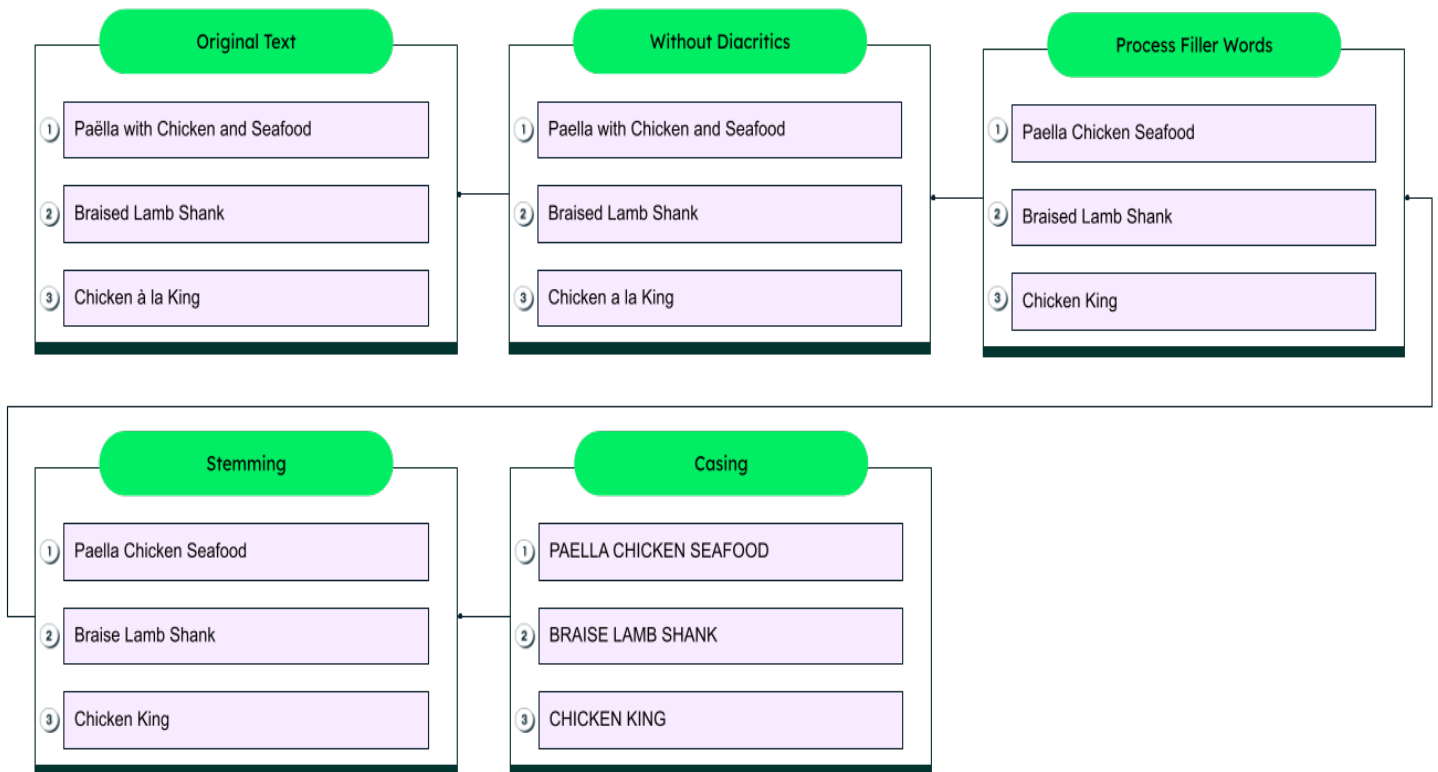 Original Text
1 Paëlla with Chicken and Seafood
2 Braised Lamb Shank
3 Chicken à la King
Without Diacritics
1 Paella with Chicken and Seafood
2 Braised Lamb Shank
3 Chicken a la King
Process Filler Words
1 Paella Chicken Seafood
2 Braised Lamb Shank
3 Chicken King
Stemming
1 Paella Chicken Seafood
2 Braise Lamb Shank
3 Chicken King
Casing
1 PAELLA CHICKEN SEAFOOD
2 BRAISE LAMB SHANK
3 CHICKEN KING